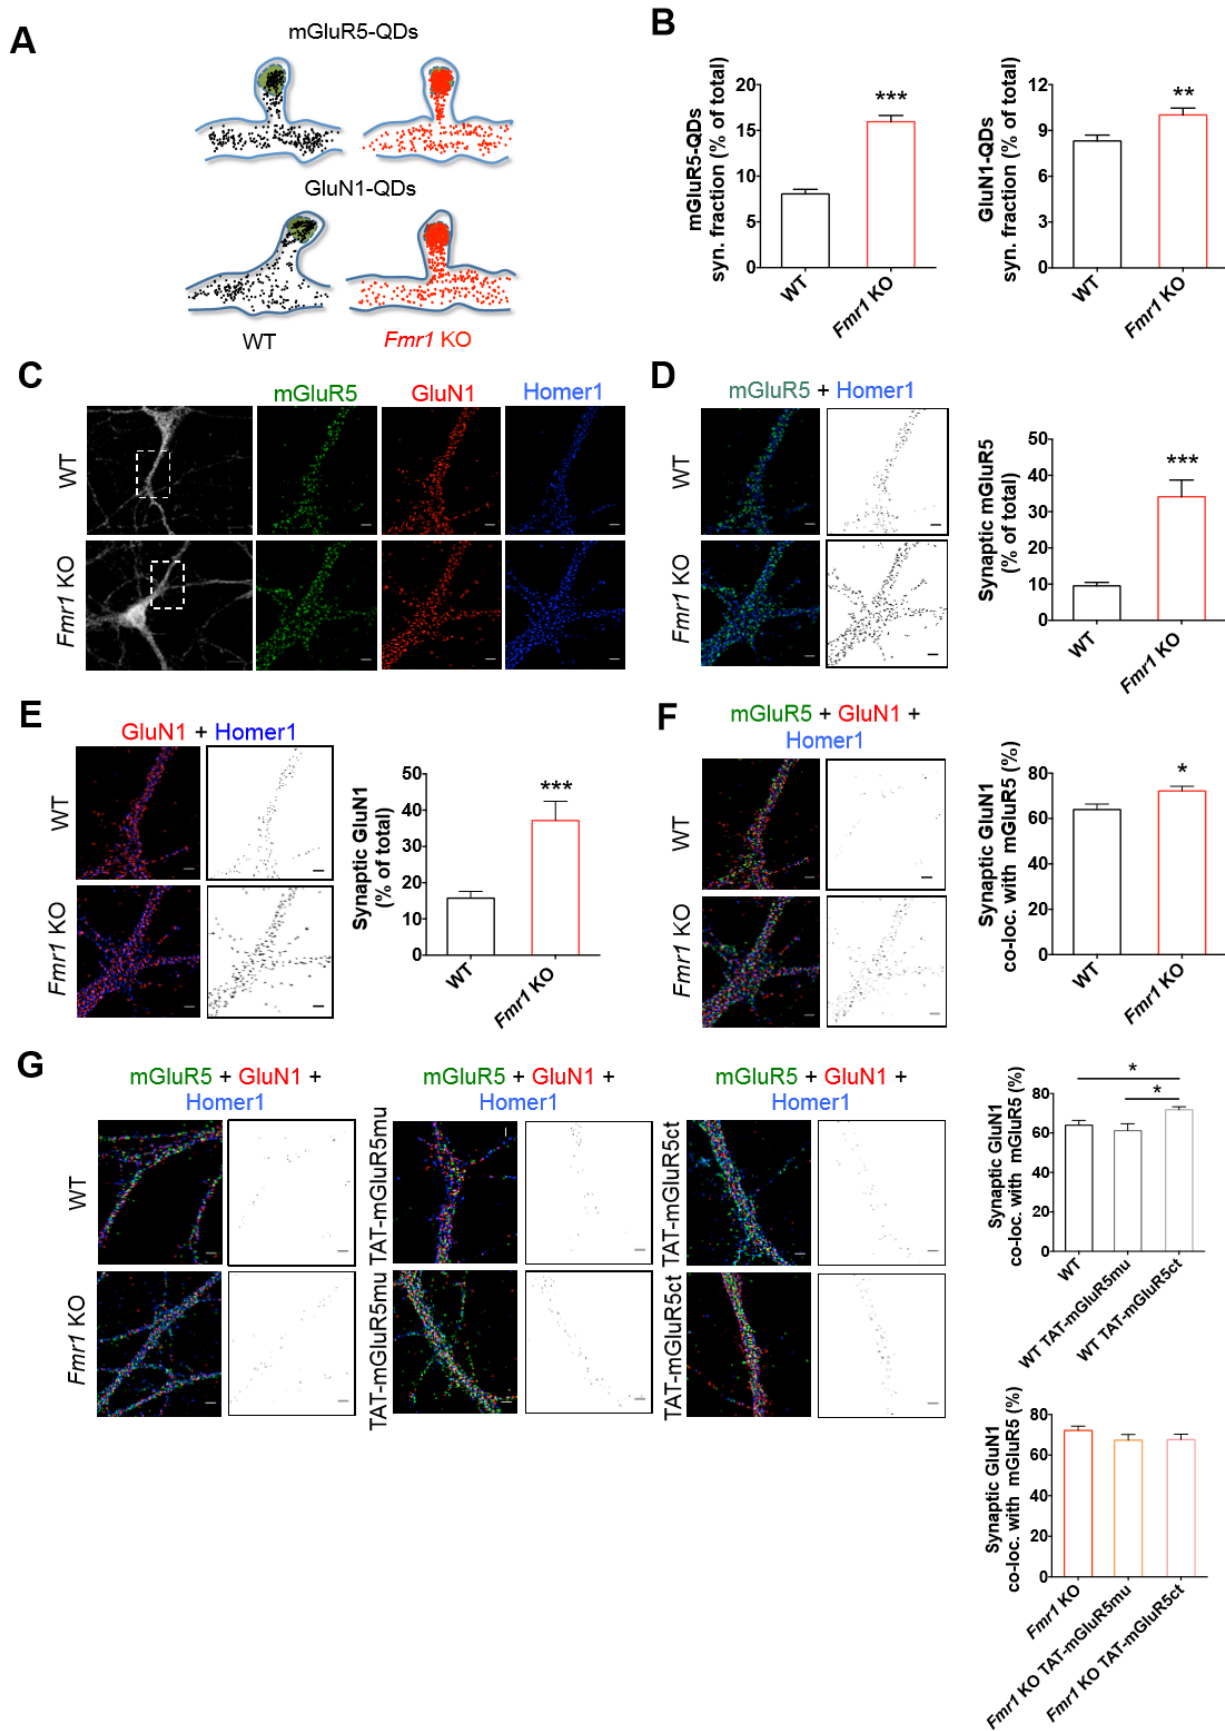 A
mGluR5-QDs
GluN1-QDs
WT
Fmr1 KO
B
mGluR5-QDs
syn. fraction (% of total)
20
15
10
5
0
***
WT
Fmr1 KO
GluN1-QDs
syn. fraction (% of total)
12
9
6
3
0
**
WT
Fmr1 KO
C
mGluR5
GluN1
Homer1
WT
Fmr1 KO
D
mGluR5 + Homer1
WT
Fmr1 KO
Synaptic mGluR5
(% of total)
50
40
30
20
10
0
***
WT
Fmr1 KO
E
GluN1 + Homer1
WT
Fmr1 KO
Synaptic GluN1
(% of total)
50
40
30
20
10
0
***
WT
Fmr1 KO
F
mGluR5 + GluN1 +
Homer1
WT
Fmr1 KO
Synaptic GluN1
co-loc. with mGluR5 (%)
80
60
40
20
0
*
WT
Fmr1 KO
G
mGluR5 + GluN1 +
Homer1
mGluR5 + GluN1 +
Homer1
mGluR5 + GluN1 +
Homer1
WT
TAT-mGluR5mu
TAT-mGluR5ct
Fmr1 KO
TAT-mGluR5mu
TAT-mGluR5ct
Synaptic GluN1
co-loc. with mGluR5 (%)
80
60
40
20
0
*
*
WT
WT TAT-mGluR5mu
WT TAT-mGluR5ct
Synaptic GluN1
co-loc. with mGluR5 (%)
80
60
40
20
0
Fmr1 KO
Fmr1 KO TAT-mGluR5mu
Fmr1 KO TAT-mGluR5ct